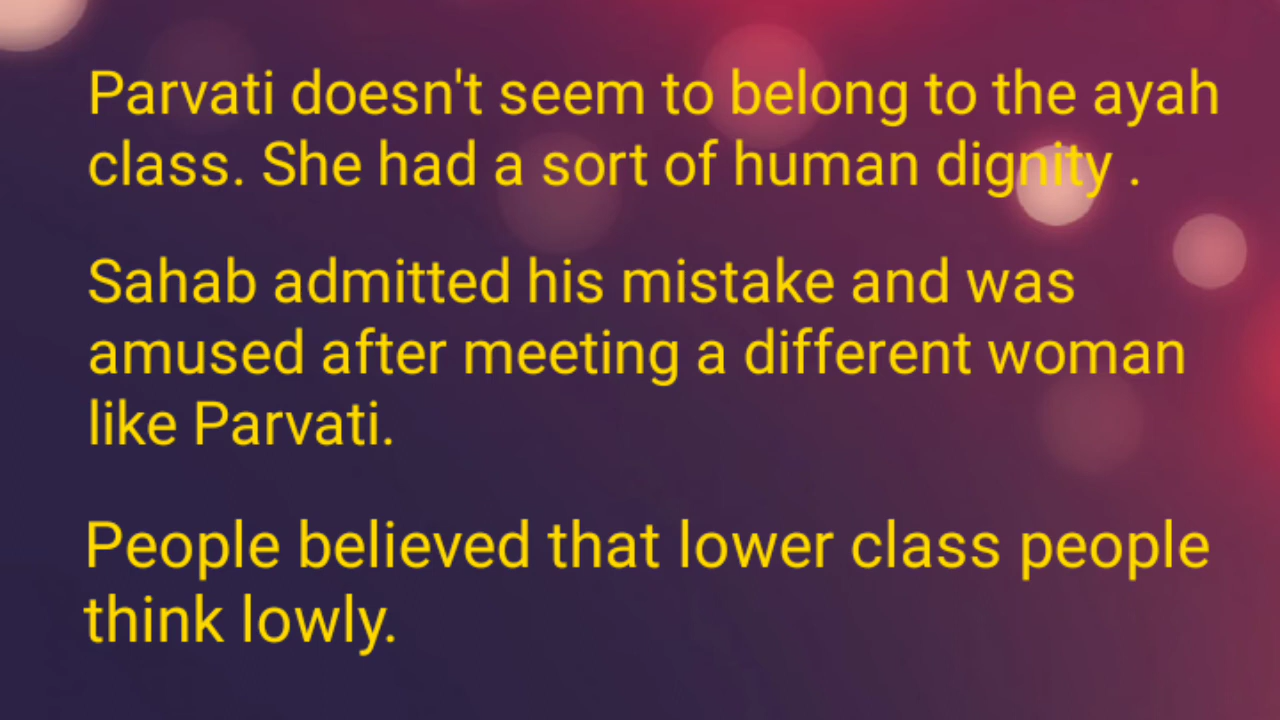 Parvati doesn't seem to belong to the ayah
class. She had a sort of human dignity .
Sahab admitted his mistake and was
amused after meeting a different woman
like Parvati.
People believed that lower class people
think lowly.